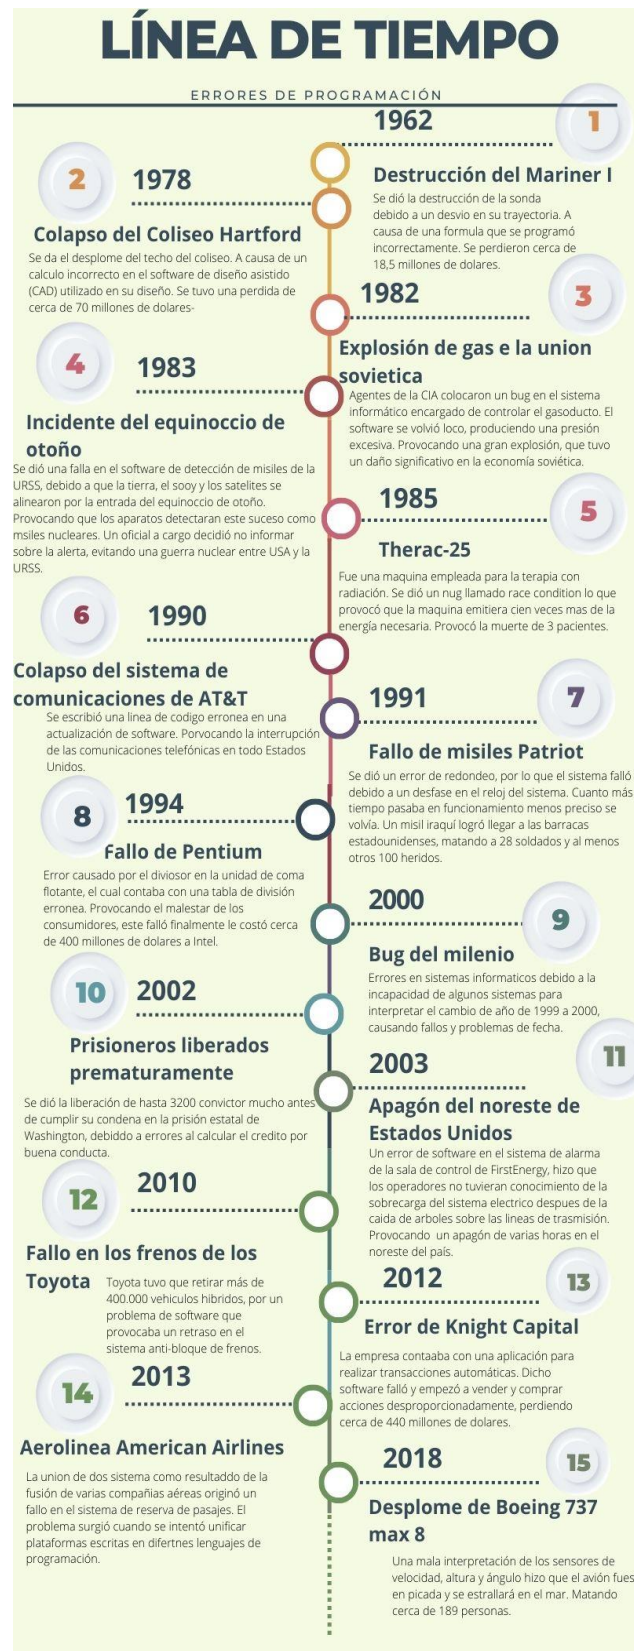 LÍNEA DE TIEMPO
ERRORES DE PROGRAMACIÓN
1962
1
Destrucción del Mariner I
Se dió la destrucción de la sonda
debido a un desvio en su trayectoria. A
causa de una formula que se programó
incorrectamente. Se perdieron cerca de
18,5 millones de dolares.
2
1978
Colapso del Coliseo Hartford
Se da el desplome del techo del coliseo. A causa de un
calculo incorrecto en el software de diseño asistido
(CAD) utilizado en su diseño. Se tuvo una perdida de
cerca de 70 millones de dolares-
1982
3
Explosión de gas e la union
sovietica
Agentes de la CIA colocaron un bug en el sistema
informático encargado de controlar el gasoducto. El
software se volvió loco, produciendo una presión
excesiva. Provocando una gran explosión, que tuvo
un daño significativo en la economía soviética.
4
1983
Incidente del equinoccio de
otoño
Se dió una falla en el software de detección de misiles de la
URSS, debido a que la tierra, el sooy y los satelites se
alinearon por la entrada del equinoccio de otoño.
Provocando que los aparatos detectaran este suceso como
msiles nucleares. Un oficial a cargo decidió no informar
sobre la alerta, evitando una guerra nuclear entre USA y la
URSS.
1985
5
Therac-25
Fue una maquina empleada para la terapia con
radiación. Se dió un nug llamado race condition lo que
provocó que la maquina emitiera cien veces mas de la
energía necesaria. Provocó la muerte de 3 pacientes.
6
1990
Colapso del sistema de
comunicaciones de AT&T
Se escribió una linea de codigo erronea en una
actualización de software. Porvocando la interrupción
de las comunicaciones telefónicas en todo Estados
Unidos.
1991
7
Fallo de misiles Patriot
Se dió un error de redondeo, por lo que el sistema falló
debido a un desfase en el reloj del sistema. Cuanto más
tiempo pasaba en funcionamiento menos preciso se
volvía. Un misil iraquí logró llegar a las barracas
estadounidenses, matando a 28 soldados y al menos
otros 100 heridos.
8
1994
Fallo de Pentium
Error causado por el diviosor en la unidad de coma
flotante, el cual contaba con una tabla de división
erronea. Provocando el malestar de los
consumidores, este falló finalmente le costó cerca
de 400 millones de dolares a Intel.
2000
9
Bug del milenio
Errores en sistemas informaticos debido a la
incapacidad de algunos sistemas para
interpretar el cambio de año de 1999 a 2000,
causando fallos y problemas de fecha.
10
2002
Prisioneros liberados
prematuramente
Se dió la liberación de hasta 3200 convictor mucho antes
de cumplir su condena en la prisión estatal de
Washington, debiddo a errores al calcular el credito por
buena conducta.
2003
11
Apagón del noreste de
Estados Unidos
Un error de software en el sistema de alarma
de la sala de control de FirstEnergy, hizo que
los operadores no tuvieran conocimiento de la
sobrecarga del sistema electrico despues de la
caida de arboles sobre las lineas de trasmisión.
Provocando un apagón de varias horas en el
noreste del país.
12
2010
Fallo en los frenos de los
Toyota
Toyota tuvo que retirar más de
400.000 vehiculos hibridos, por un
problema de software que
provocaba un retraso en el
sistema anti-bloque de frenos.
2012
13
Error de Knight Capital
La empresa contaaba con una aplicación para
realizar transacciones automáticas. Dicho
software falló y empezó a vender y comprar
acciones desproporcionadamente, perdiendo
cerca de 440 millones de dolares.
14
2013
Aerolinea American Airlines
La union de dos sistema como resultaddo de la
fusión de varias compañias aéreas originó un
fallo en el sistema de reserva de pasajes. El
problema surgió cuando se intentó unificar
plataformas escritas en difertnes lenguajes de
programación.
2018
15
Desplome de Boeing 737
max 8
Una mala interpretación de los sensores de
velocidad, altura y ángulo hizo que el avión fues
en picada y se estrallará en el mar. Matando
cerca de 189 personas.